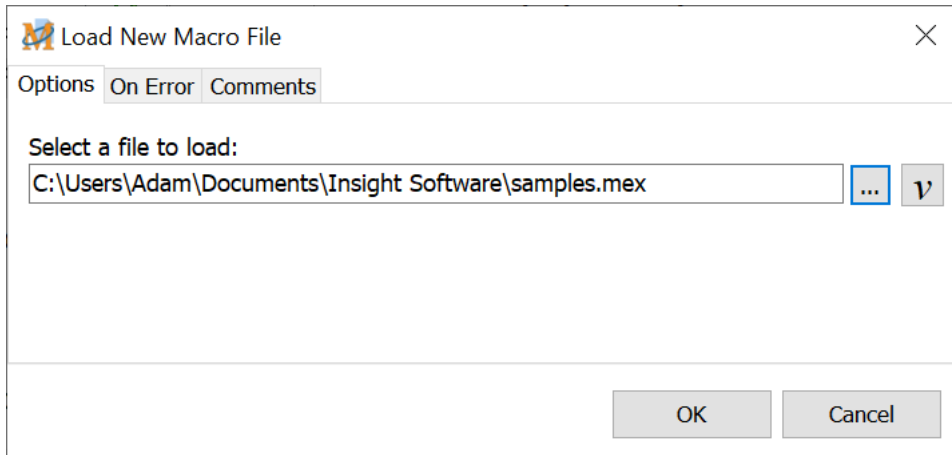 Load New Macro File
Options On Error Comments
Select a file to load:
C:\Users\Adam\Documents\Insight Software\samples.mex
... v
OK Cancel